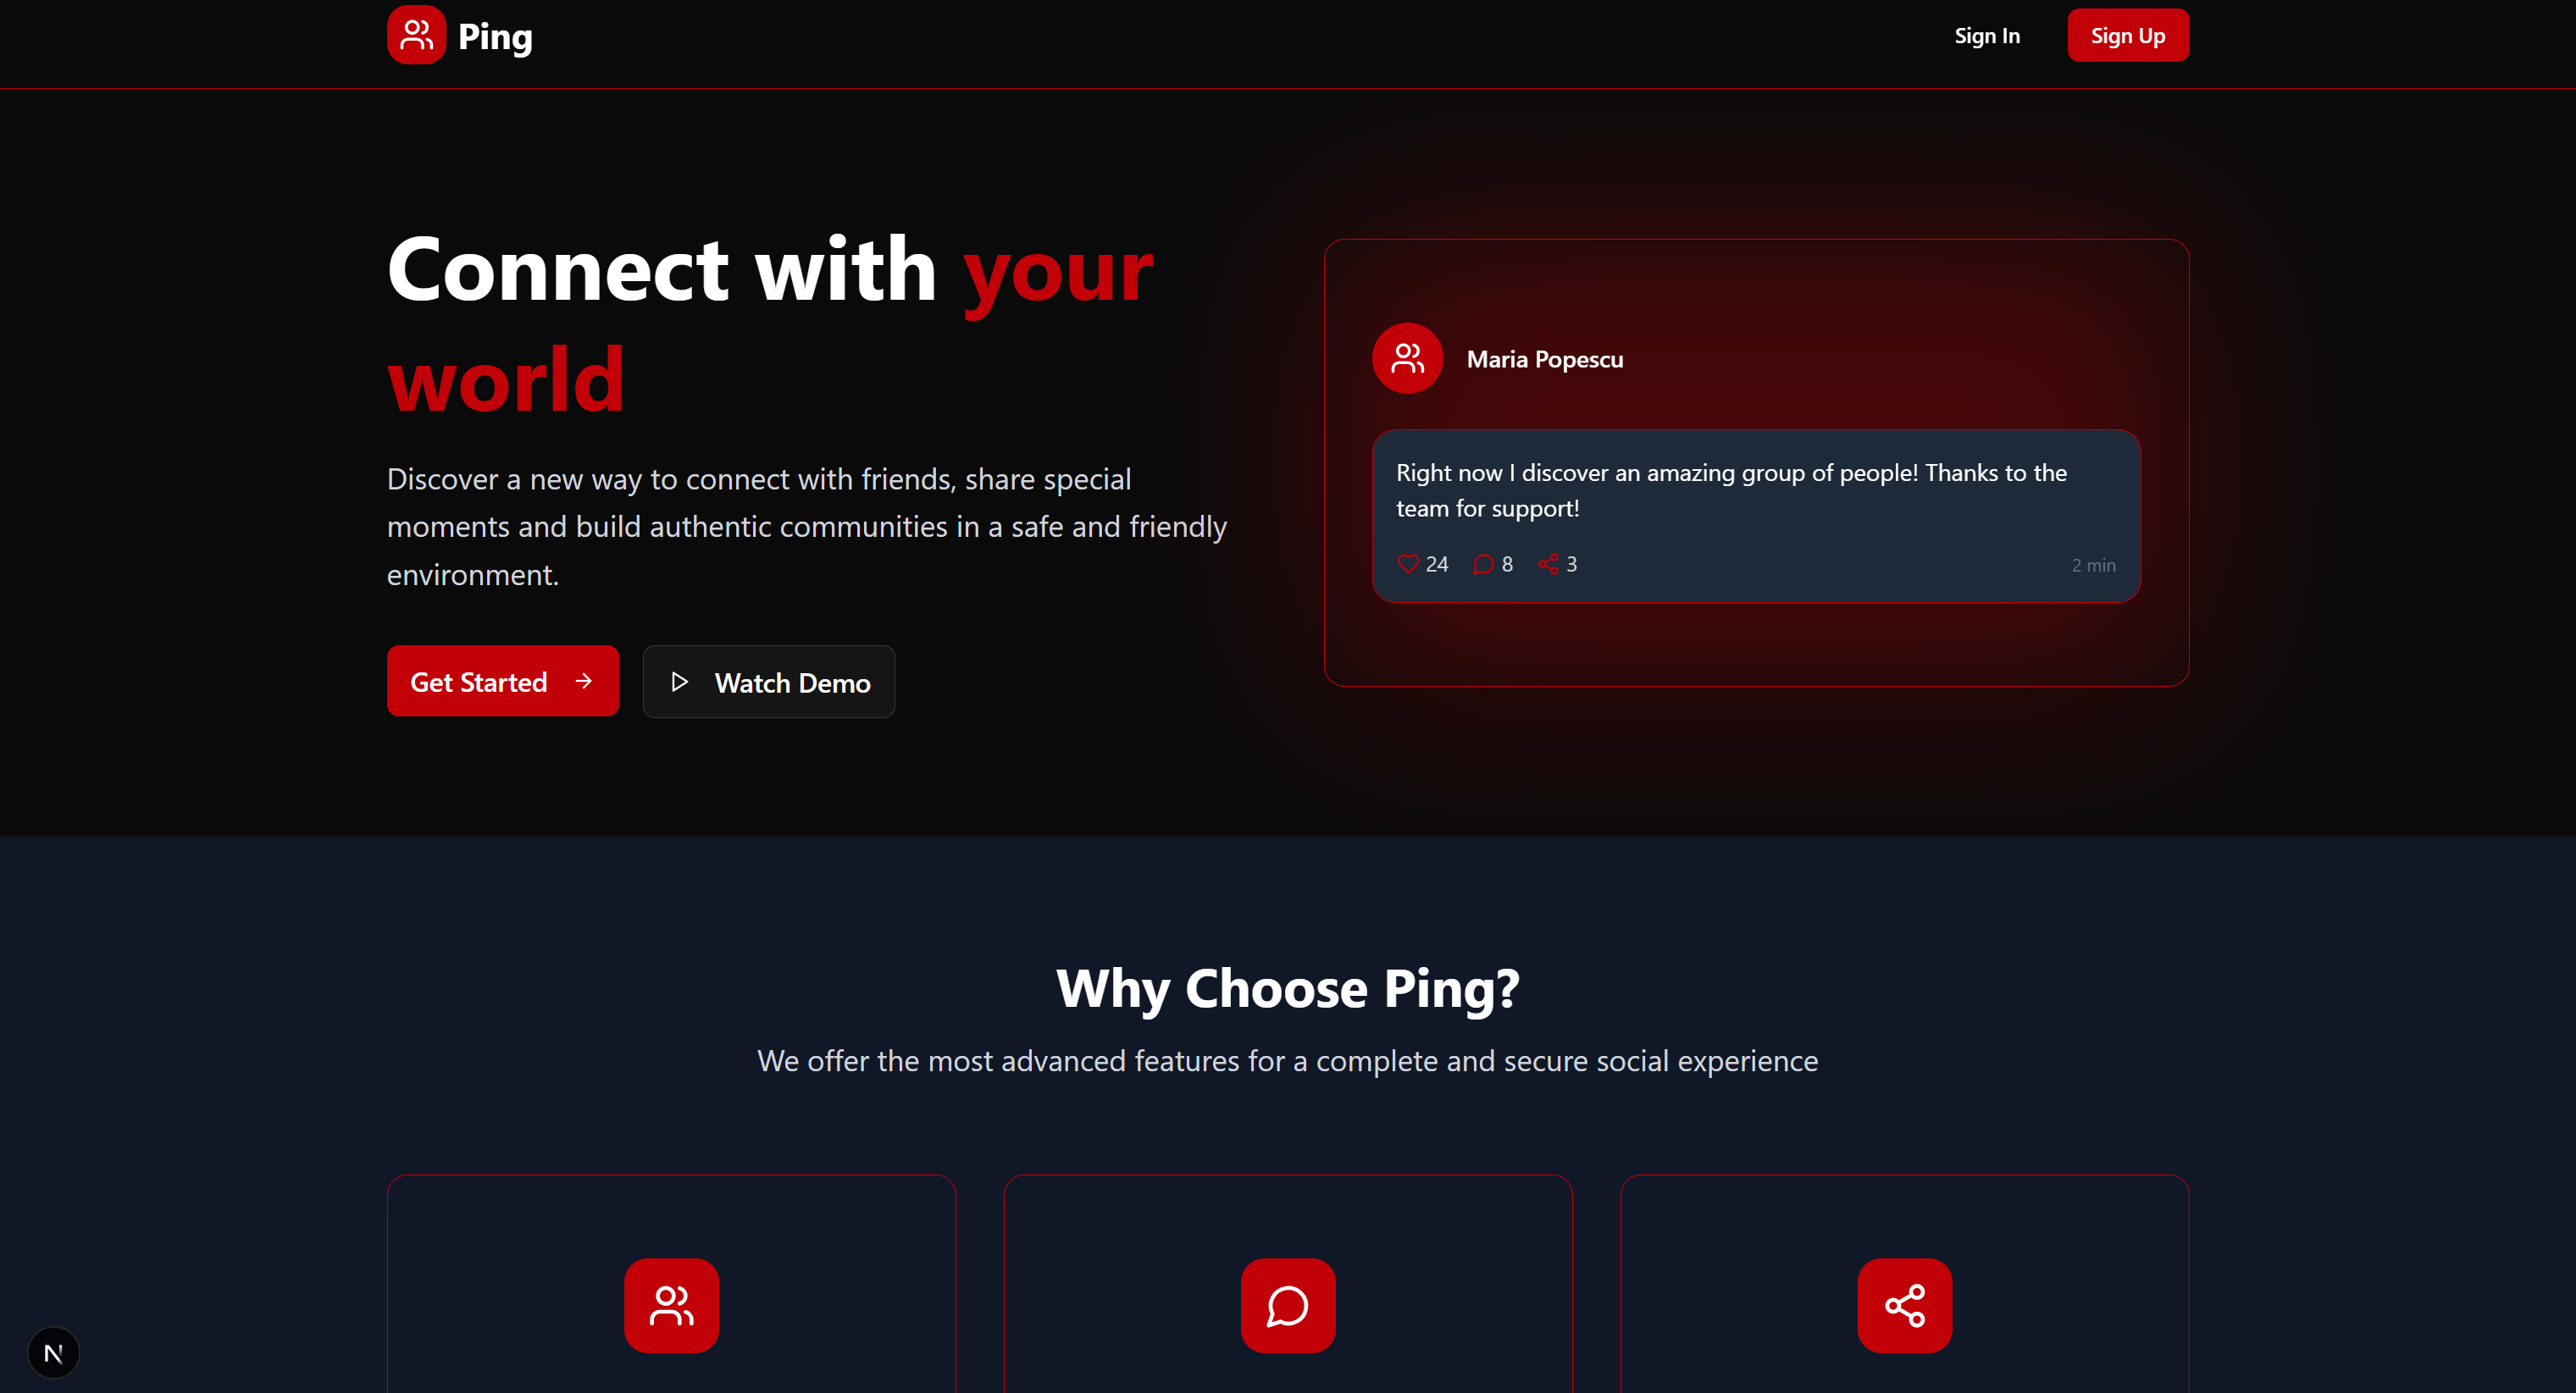 Ping
Sign In
Sign Up
Connect with your
world
Discover a new way to connect with friends, share special
moments and build authentic communities in a safe and friendly
environment.
Get Started
Watch Demo
Maria Popescu
Right now I discover an amazing group of people! Thanks to the
team for support!
24
8
3
2 min
Why Choose Ping?
We offer the most advanced features for a complete and secure social experience
N